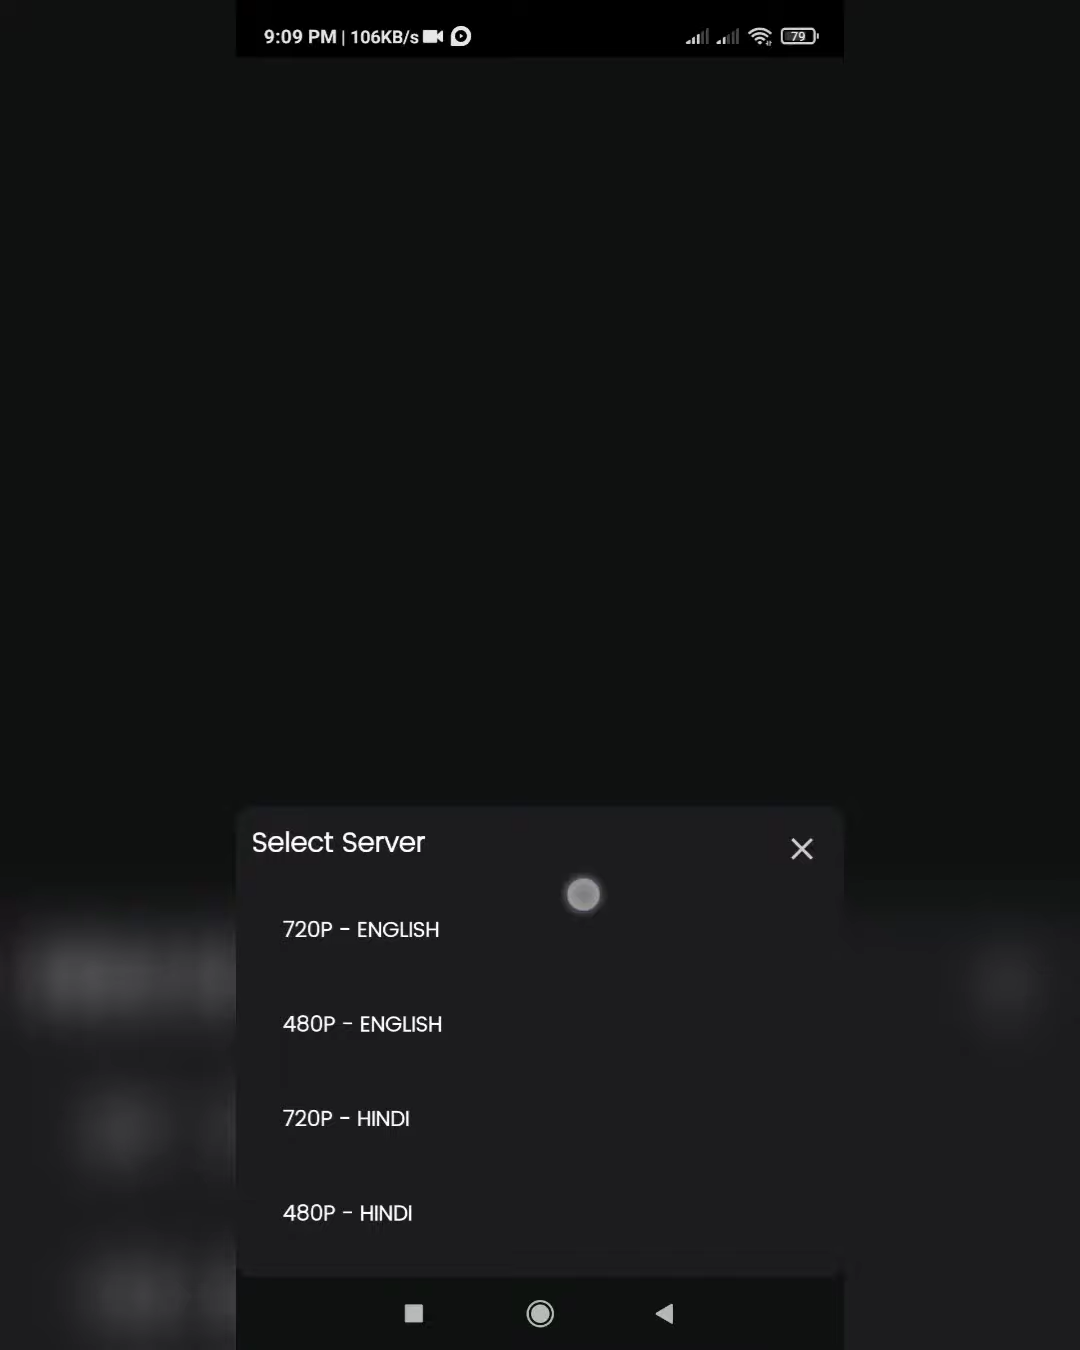 9:09 PM | 106KB/s
79
Select Server
720P - ENGLISH
480P - ENGLISH
720P - HINDI
480P - HINDI